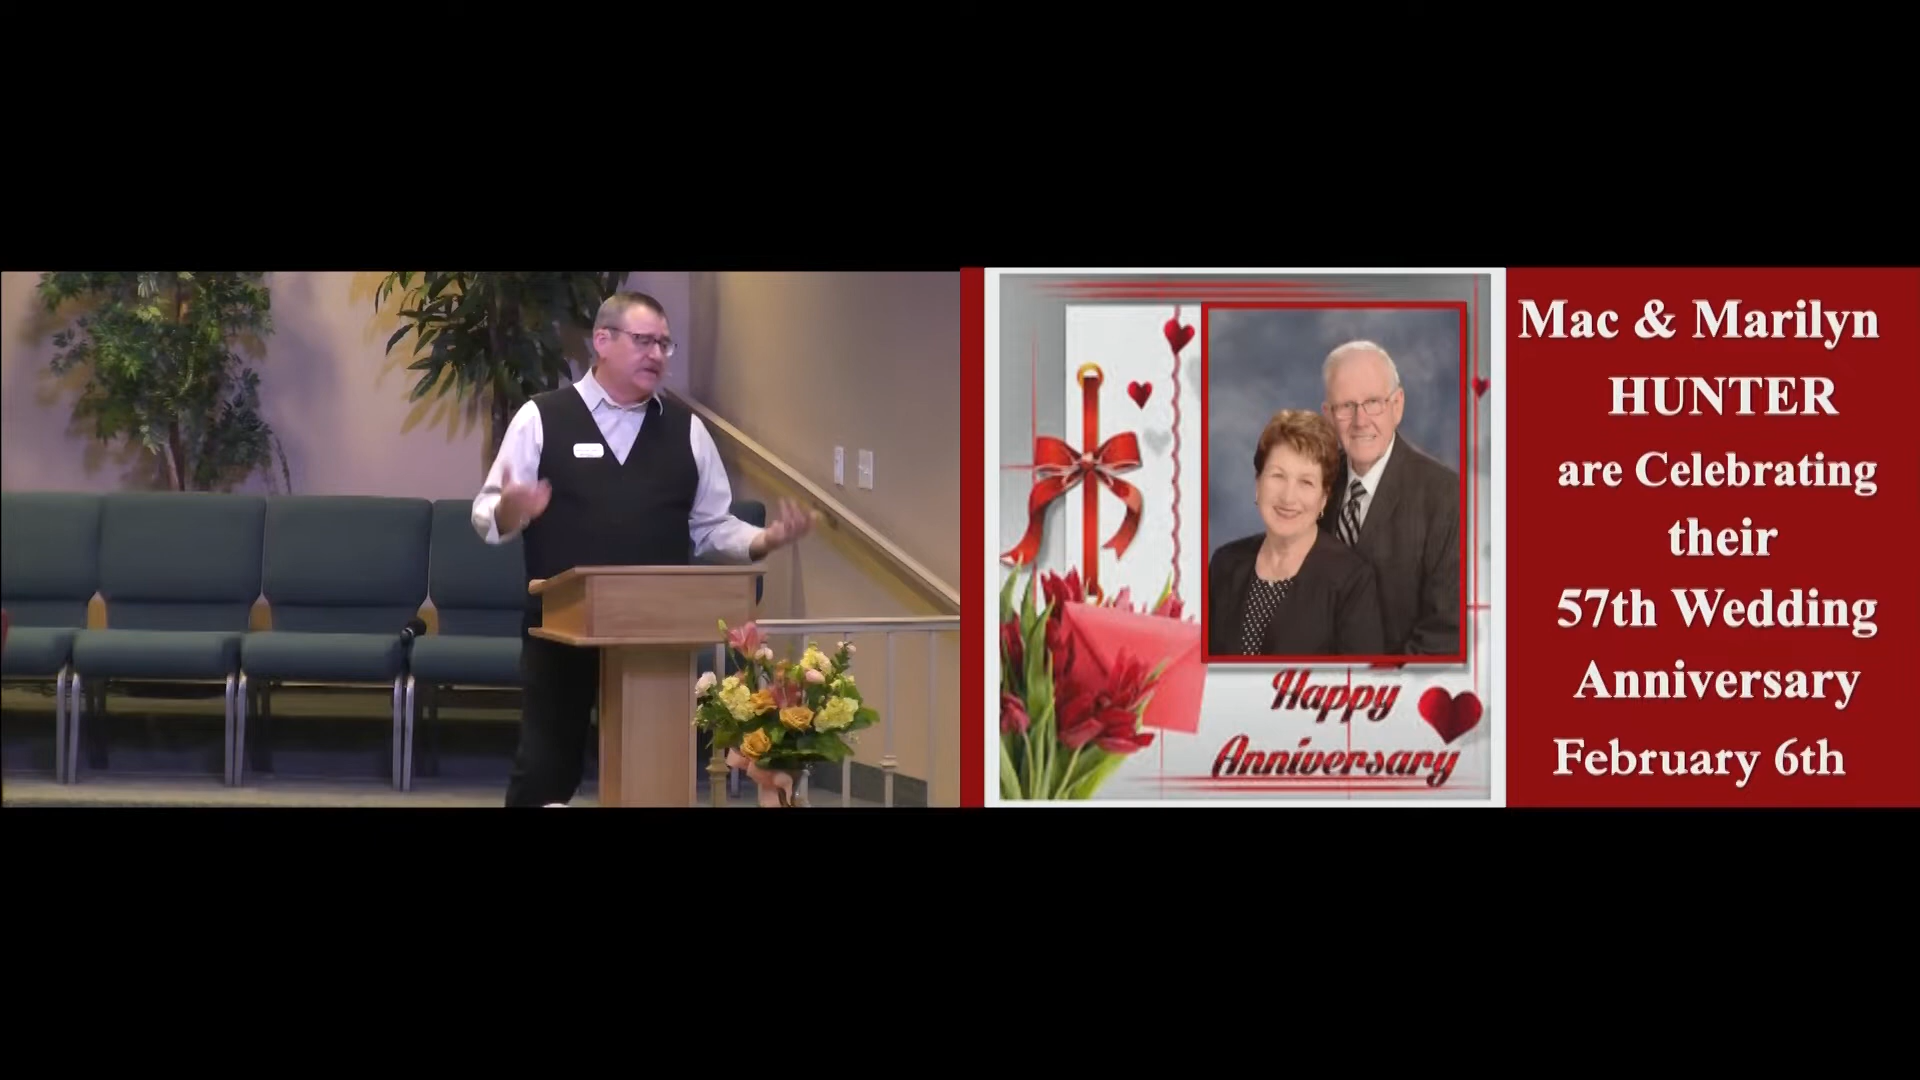 Mac & Marilyn
HUNTER
are Celebrating
their
57th Wedding
Anniversary
February 6th
Happy
Anniversary